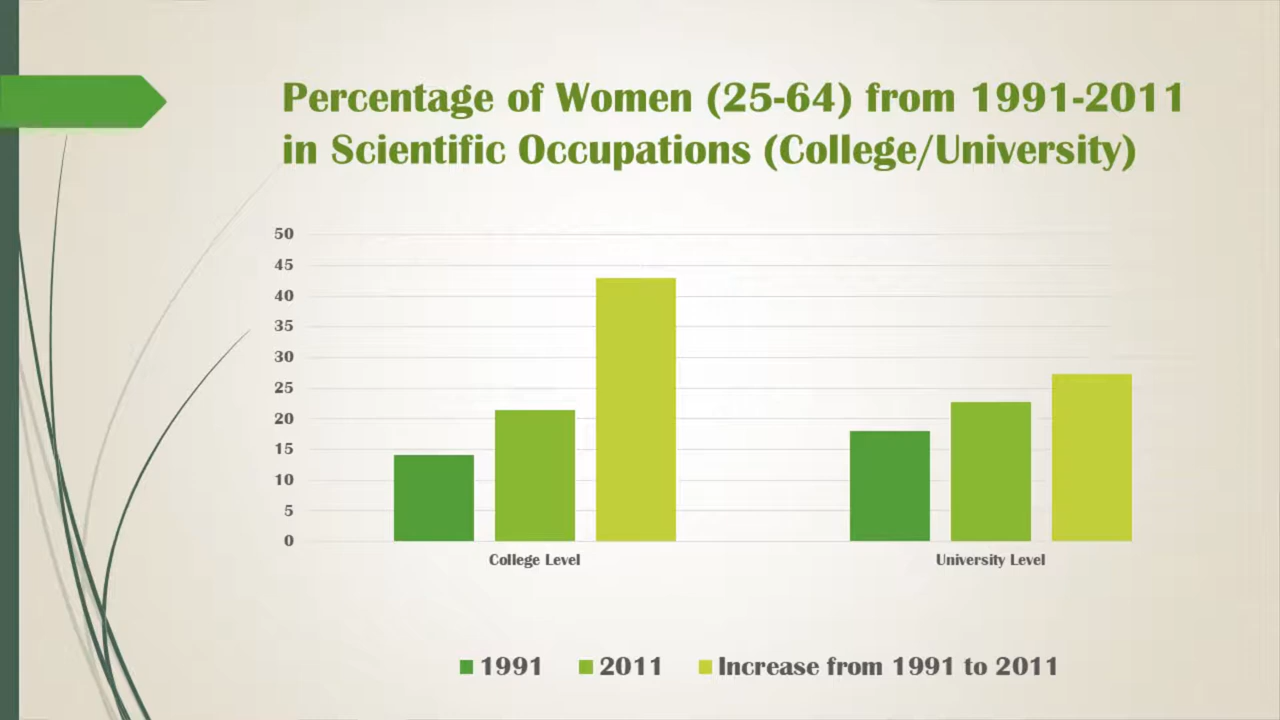 Percentage of Women (25-64) from 1991-2011
in Scientific Occupations (College/University)
50
45
40
35
30
25
20
15
10
5
0
College Level
University Level
1991
2011
Increase from 1991 to 2011